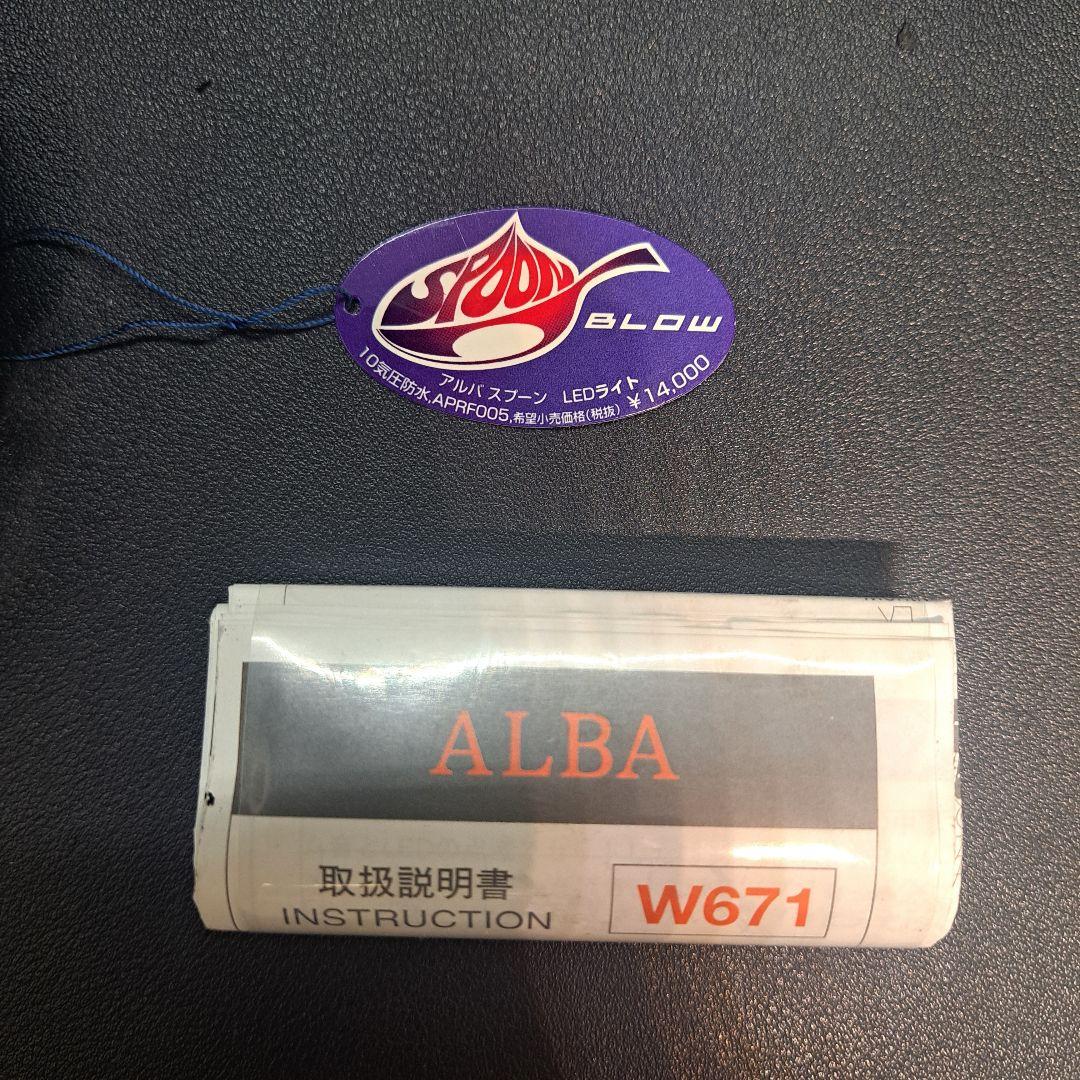 SPOON
BLOW
アルバ スプーン LEDライト
10気圧防水,APRF005,希望小売価格(税抜) ¥14,000
ALBA
取扱説明書
INSTRUCTION
W671